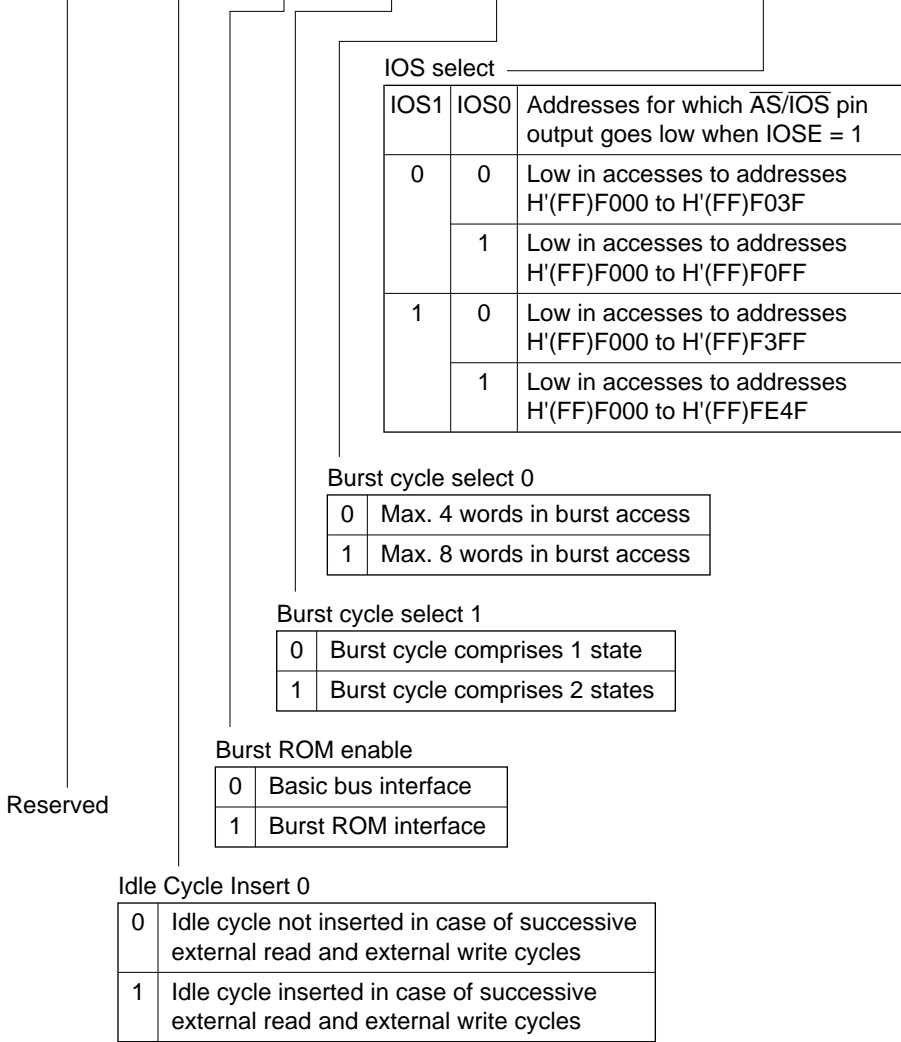 IOS select
IOS1 IOS0 Addresses for which A̅S̅/I̅O̅S̅ pin
output goes low when IOSE = 1
0 0 Low in accesses to addresses
H'(FF)F000 to H'(FF)F03F
1 Low in accesses to addresses
H'(FF)F000 to H'(FF)F0FF
1 0 Low in accesses to addresses
H'(FF)F000 to H'(FF)F3FF
1 Low in accesses to addresses
H'(FF)F000 to H'(FF)FE4F
Burst cycle select 0
0 Max. 4 words in burst access
1 Max. 8 words in burst access
Burst cycle select 1
0 Burst cycle comprises 1 state
1 Burst cycle comprises 2 states
Burst ROM enable
0 Basic bus interface
1 Burst ROM interface
Reserved
Idle Cycle Insert 0
0 Idle cycle not inserted in case of successive
external read and external write cycles
1 Idle cycle inserted in case of successive
external read and external write cycles